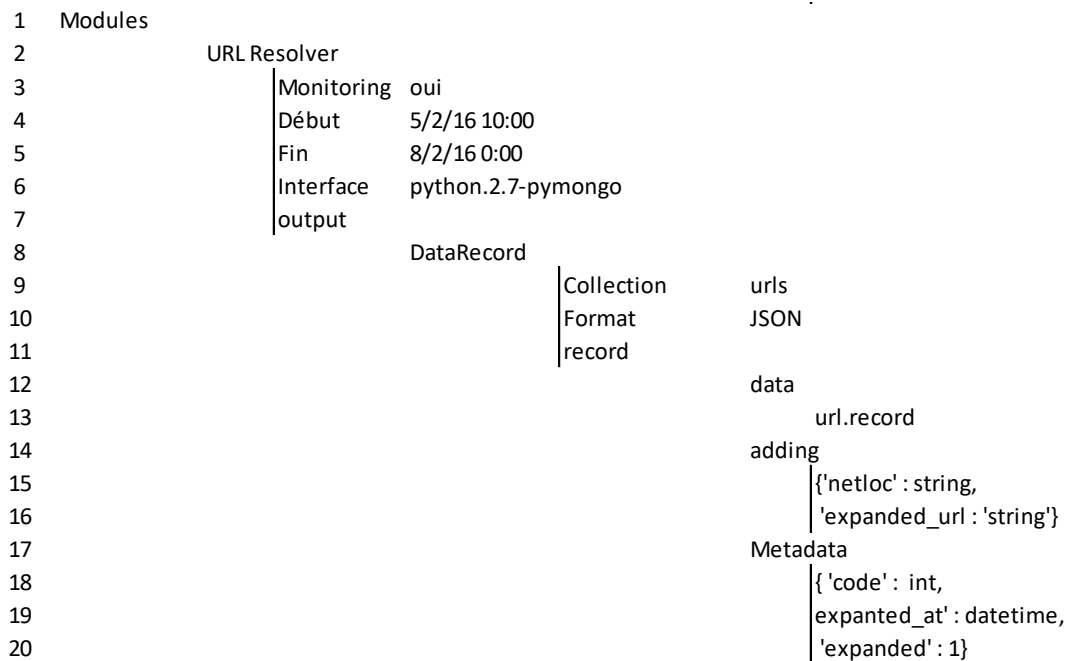 1 Modules
2 URL Resolver
3 Monitoring oui
4 Début 5/2/16 10:00
5 Fin 8/2/16 0:00
6 Interface python.2.7-pymongo
7 output
8 DataRecord
9 Collection urls
10 Format JSON
11 record
12 data
13 url.record
14 adding
15 {'netloc' : string,
16 'expanded_url : 'string'}
17 Metadata
18 { 'code' : int,
19 expanted_at' : datetime,
20 'expanded' : 1}